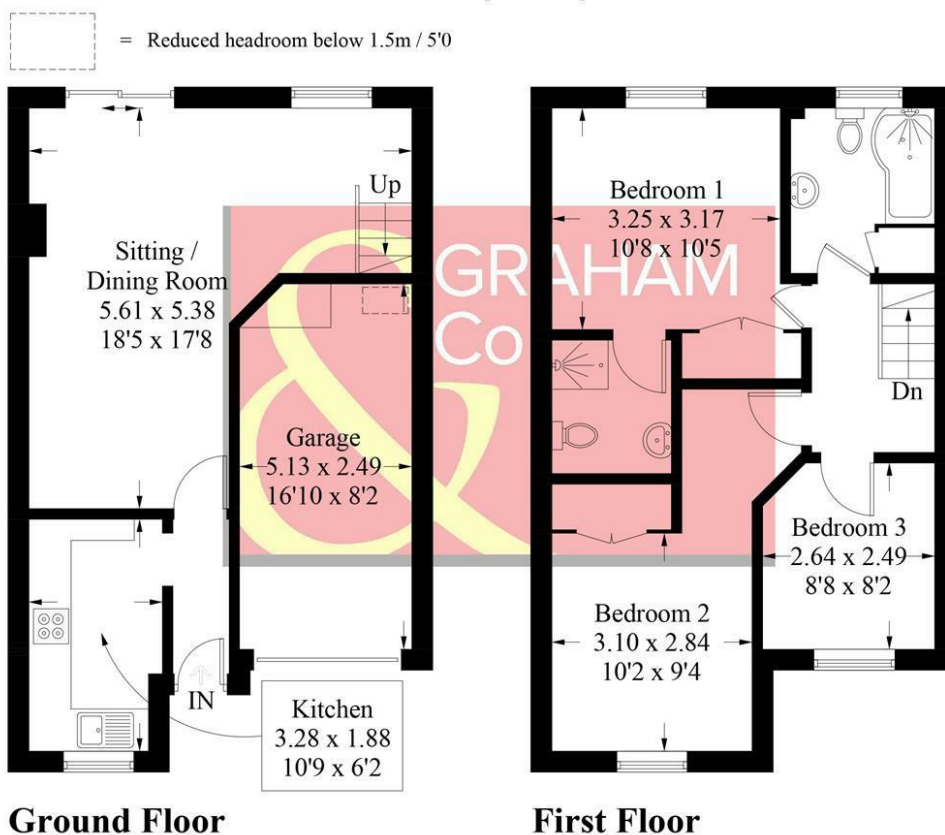 = Reduced headroom below 1.5m / 5'0
Up
Sitting /
Dining Room
5.61 x 5.38
18'5 x 17'8
Garage
5.13 x 2.49
16'10 x 8'2
IN
Kitchen
3.28 x 1.88
10'9 x 6'2
Ground Floor
GRAHAM
&
Co
Bedroom 1
3.25 x 3.17
10'8 x 10'5
Dn
Bedroom 3
2.64 x 2.49
8'8 x 8'2
Bedroom 2
3.10 x 2.84
10'2 x 9'4
First Floor